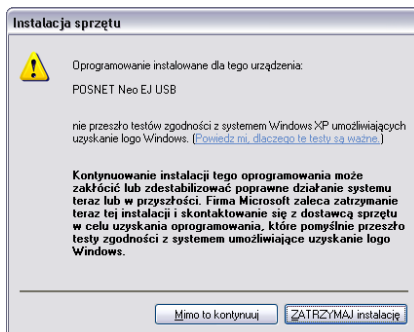 Instalacja sprzętu
Oprogramowanie instalowane dla tego urządzenia:
POSNET Neo EJ USB
nie przeszło testów zgodności z systemem Windows XP umożliwiających
uzyskanie logo Windows. (Powiedz mi, dlaczego te testy są ważne.)
Kontynuowanie instalacji tego oprogramowania może
zakłócić lub zdestabilizować poprawne działanie systemu
teraz lub w przyszłości. Firma Microsoft zaleca zatrzymanie
teraz tej instalacji i skontaktowanie się z dostawcą sprzętu
w celu uzyskania oprogramowania, które pomyślnie przeszło
testy zgodności z systemem umożliwiające uzyskanie logo
Windows.
Mimo to kontynuuj
ZATRZYMAJ instalację